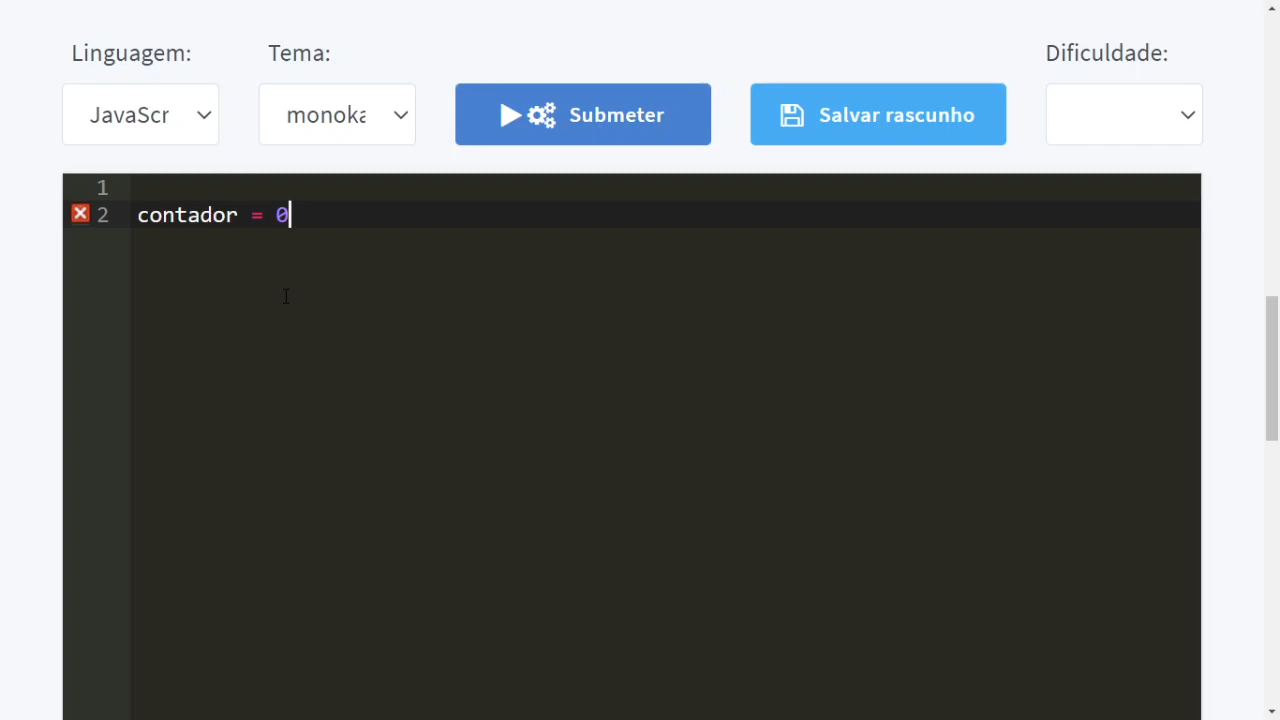 Linguagem: Tema: Dificuldade:
JavaScr monoka Submeter Salvar rascunho
1
2 contador = 0